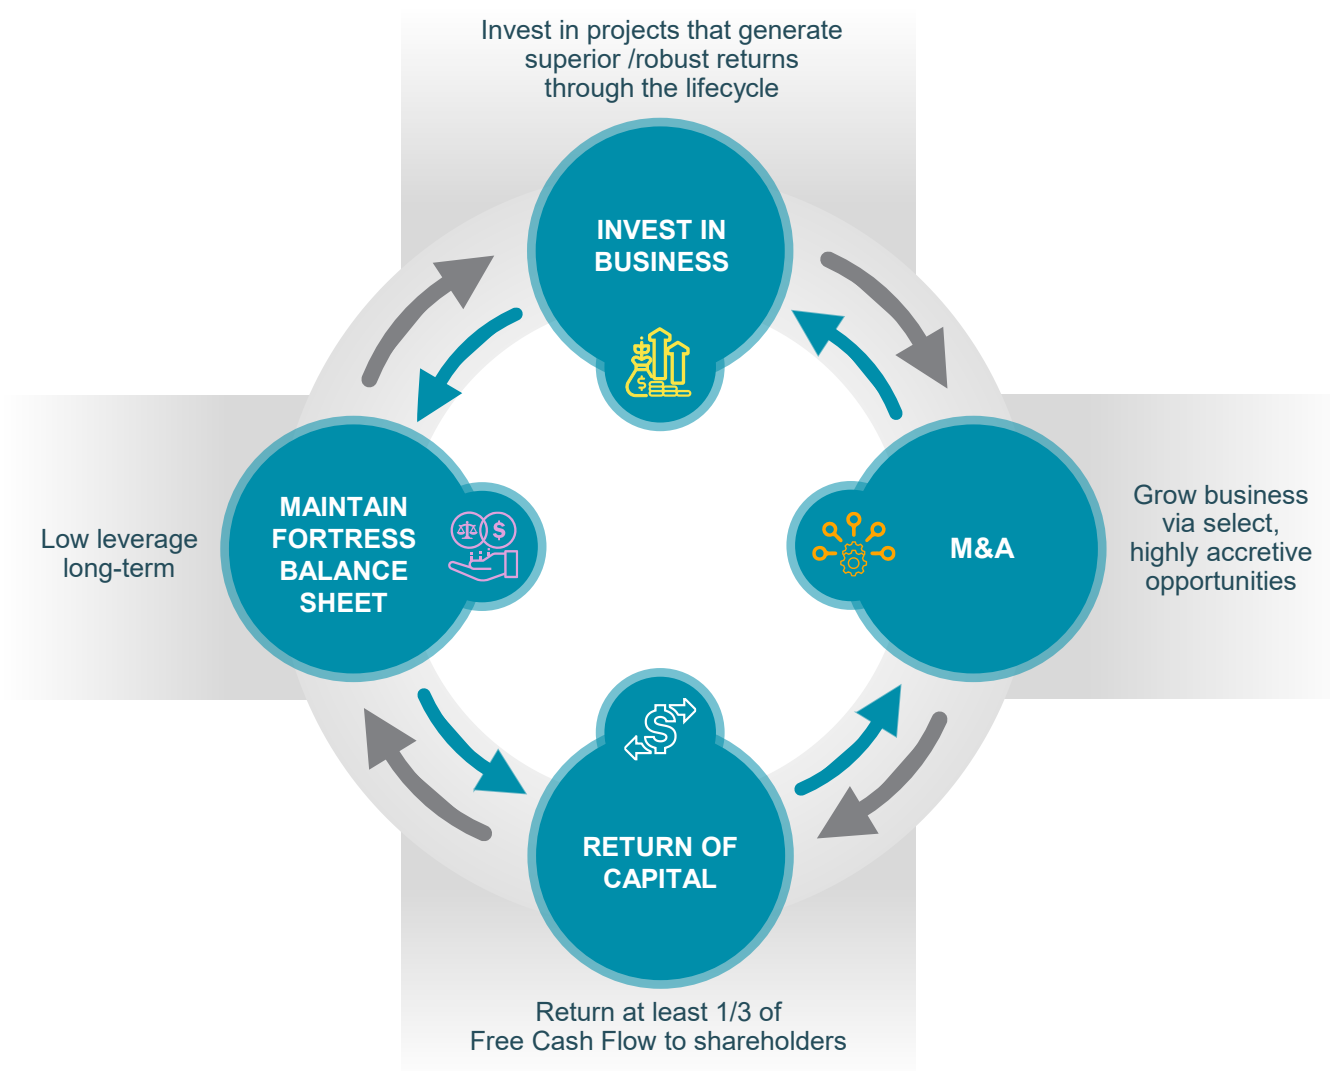 Invest in projects that generate
superior /robust returns
through the lifecycle
INVEST IN
BUSINESS
MAINTAIN
FORTRESS
BALANCE
SHEET
Low leverage
long-term
M&A
Grow business
via select,
highly accretive
opportunities
RETURN OF
CAPITAL
Return at least 1/3 of
Free Cash Flow to shareholders